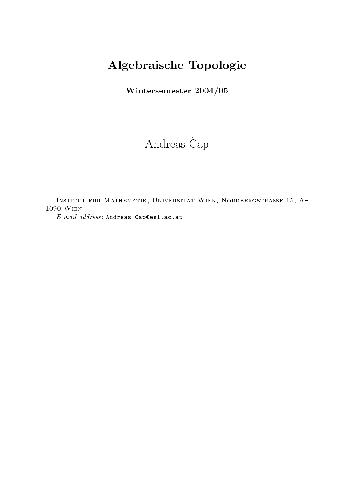 Algebraische Topologie
Wintersemester 2004/05
Andreas Čap
Institut für Mathematik, Universität Wien, Nordbergstraße 15, A–
1090 Wien
E-mail address: Andreas.Cap@esi.ac.at